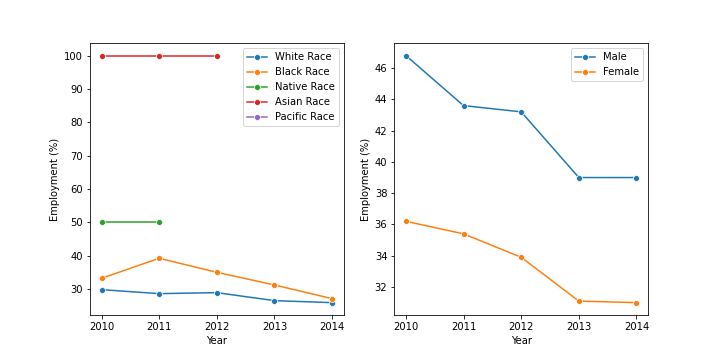 100
90
80
70
60
50
40
30
Employment (%)
2010 2011 2012 2013 2014
Year
White Race
Black Race
Native Race
Asian Race
Pacific Race
46
44
42
40
38
36
34
32
Employment (%)
2010 2011 2012 2013 2014
Year
Male
Female